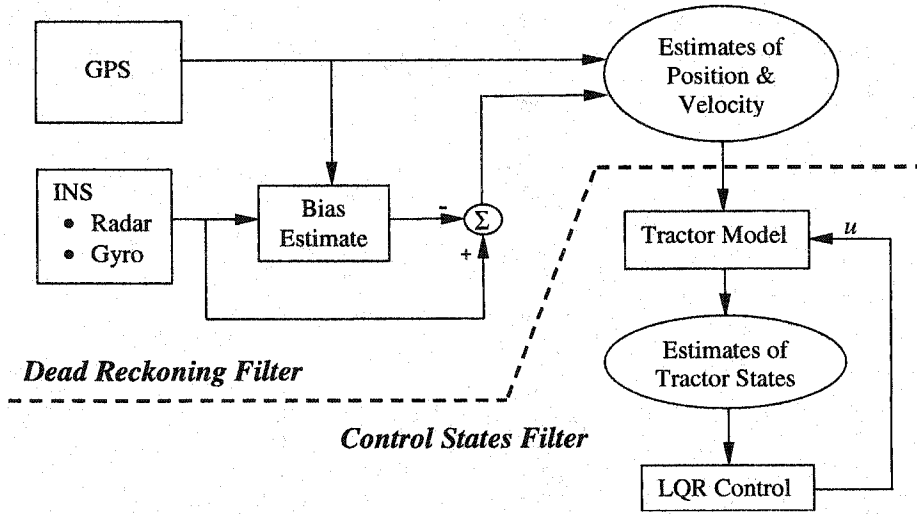 GPS
Estimates of
Position &
Velocity
INS
• Radar
• Gyro
Bias
Estimate
-
Σ
+
Tractor Model
u
Estimates of
Tractor States
Dead Reckoning Filter
Control States Filter
LQR Control